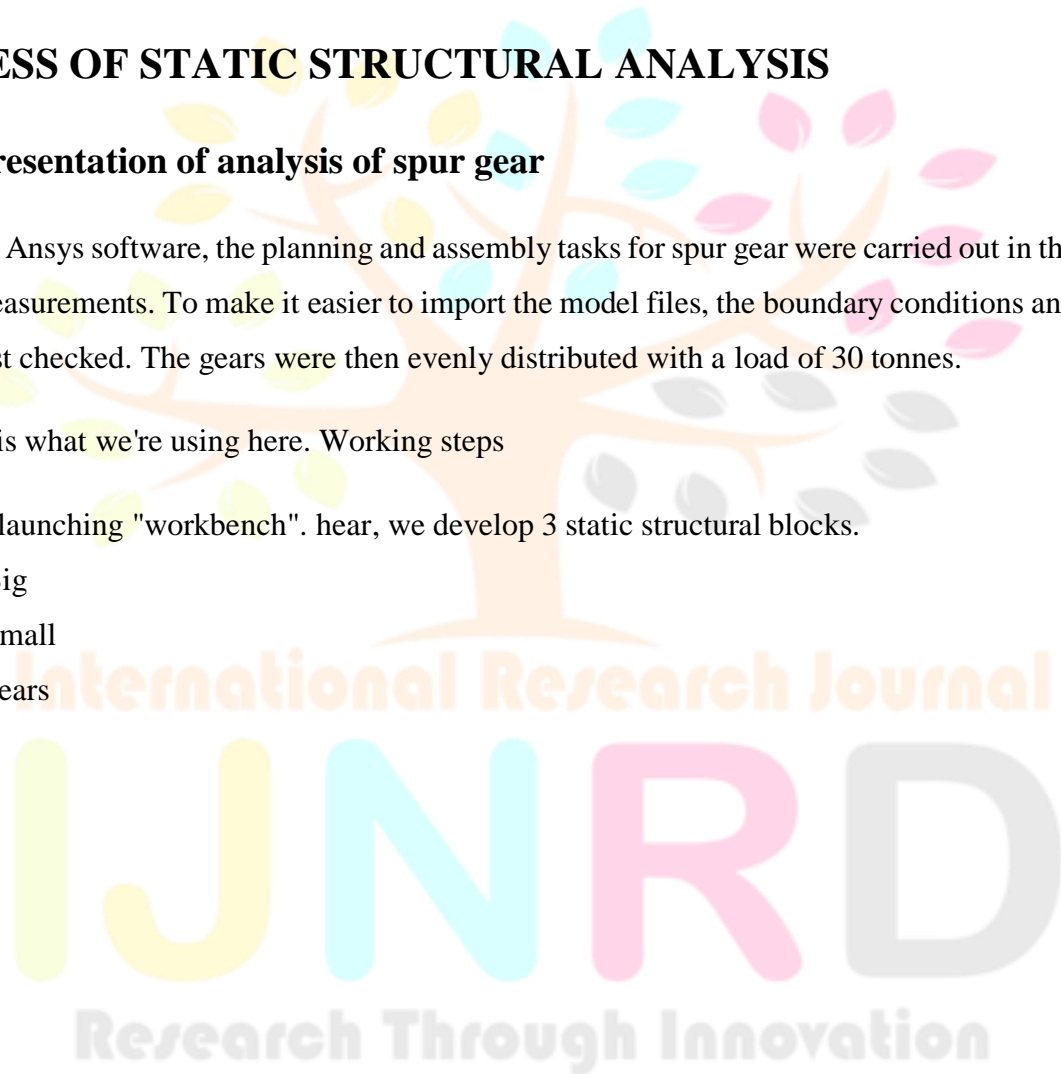 ESS OF STATIC STRUCTURAL ANALYSIS
resentation of analysis of spur gear
Ansys software, the planning and assembly tasks for spur gear were carried out in th
easurements. To make it easier to import the model files, the boundary conditions an
st checked. The gears were then evenly distributed with a load of 30 tonnes.
is what we're using here. Working steps
launching "workbench". hear, we develop 3 static structural blocks.
ig
mall
ears
International Research Journal
IJNRD
Research Through Innovation